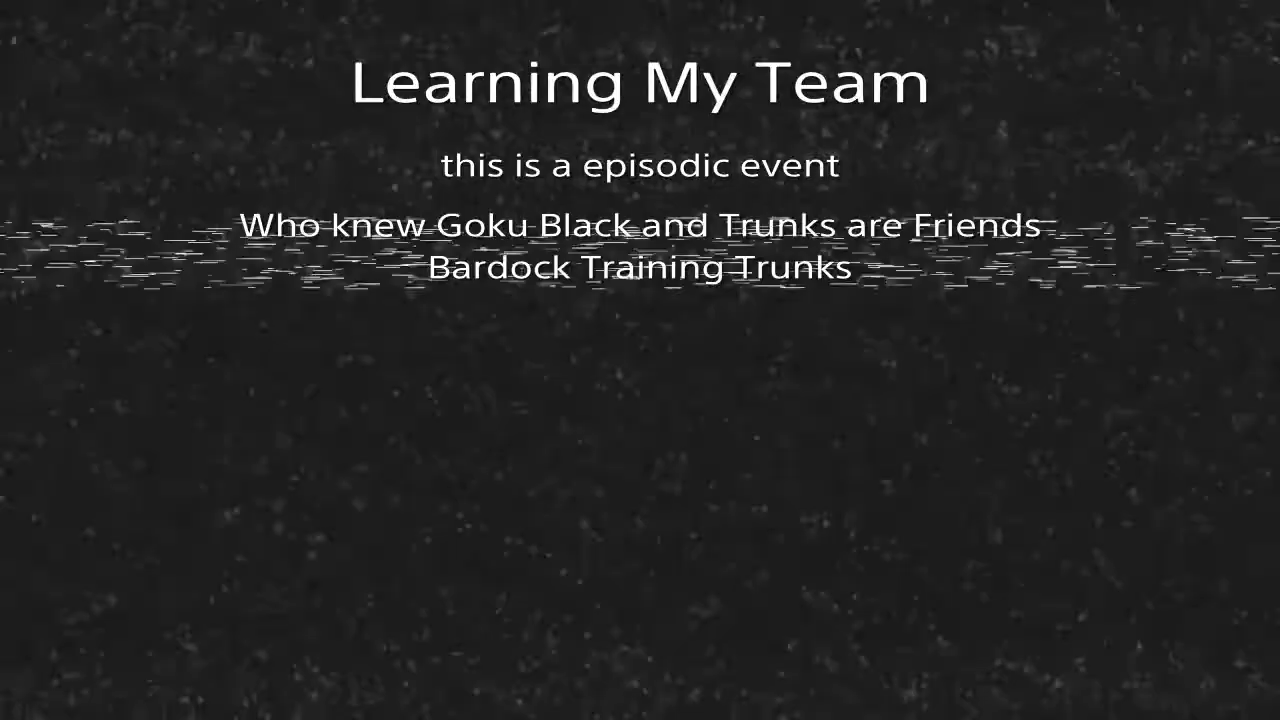 Learning My Team
this is a episodic event
Who knew Goku Black and Trunks are Friends
Bardock Training Trunks